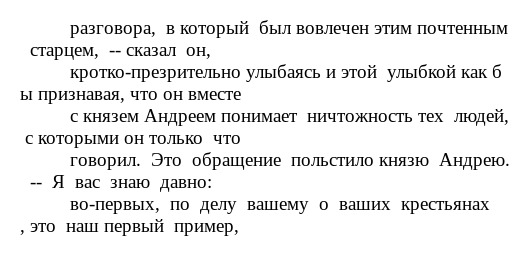 разговора, в который был вовлечен этим почтенным
старцем, -- сказал он,
кротко-презрительно улыбаясь и этой улыбкой как б
ы признавая, что он вместе
с князем Андреем понимает ничтожность тех людей,
с которыми он только что
говорил. Это обращение польстило князю Андрею.
-- Я вас знаю давно:
во-первых, по делу вашему о ваших крестьянах
, это наш первый пример,